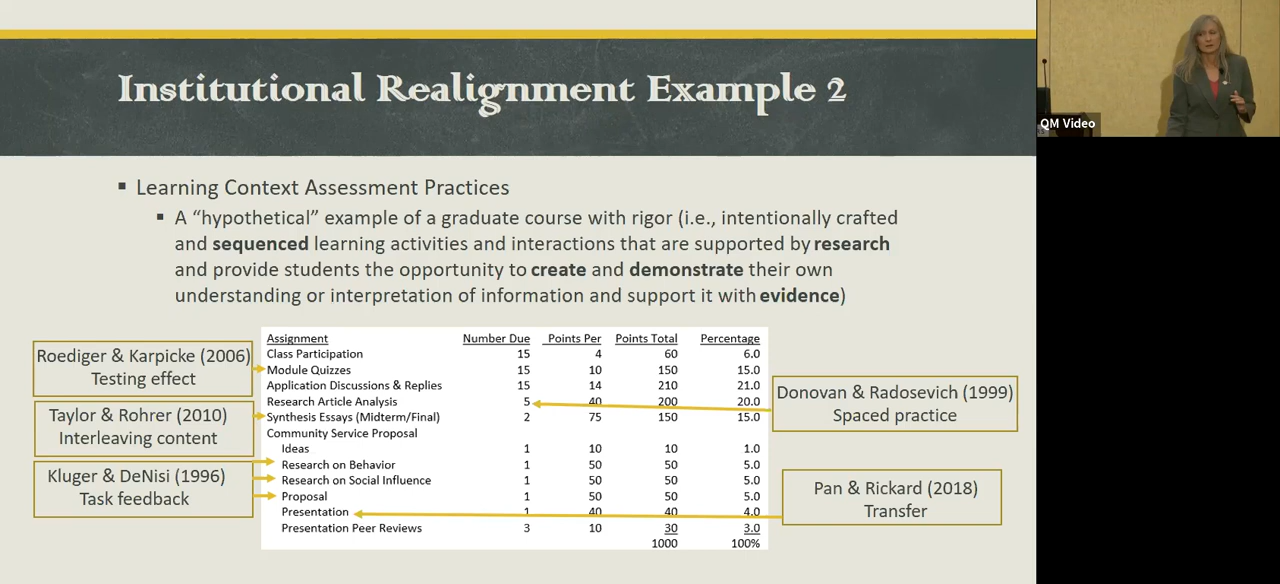 Institutional Realignment Example 2
QM Video
▪ Learning Context Assessment Practices
▪ A “hypothetical” example of a graduate course with rigor (i.e., intentionally crafted
and sequenced learning activities and interactions that are supported by research
and provide students the opportunity to create and demonstrate their own
understanding or interpretation of information and support it with evidence)
Roediger & Karpicke (2006)
Testing effect
Taylor & Rohrer (2010)
Interleaving content
Kluger & DeNisi (1996)
Task feedback
Assignment Number Due Points Per Points Total Percentage
Class Participation 15 4 60 6.0
Module Quizzes 15 10 150 15.0
Application Discussions & Replies 15 14 210 21.0
Research Article Analysis 5 40 200 20.0
Synthesis Essays (Midterm/Final) 2 75 150 15.0
Community Service Proposal
Ideas 1 10 10 1.0
Research on Behavior 1 50 50 5.0
Research on Social Influence 1 50 50 5.0
Proposal 1 50 50 5.0
Presentation 1 40 40 4.0
Presentation Peer Reviews 3 10 30 3.0
1000 100%
Donovan & Radosevich (1999)
Spaced practice
Pan & Rickard (2018)
Transfer